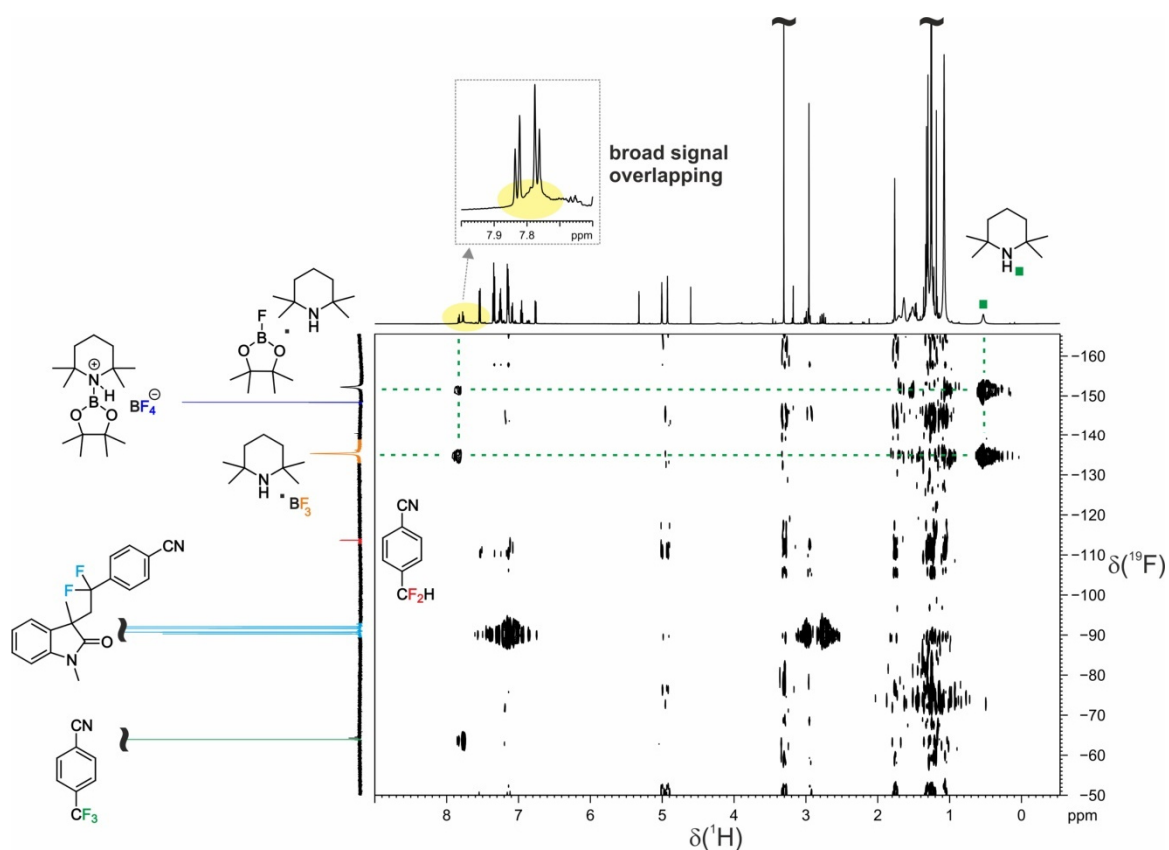 broad signal
overlapping
7.9 7.8 ppm
N
H
F
B
O O
N
H
N
H
B
O O
BF4
⊕
⊖
N
H
· BF3
CN
CF2H
CN
F
F
O
N
CN
CF3
−160
−150
−140
−130
−120
−110
−100
−90
−80
−70
−60
−50
δ(19F)
8 7 6 5 4 3 2 1 0 ppm
δ(1H)